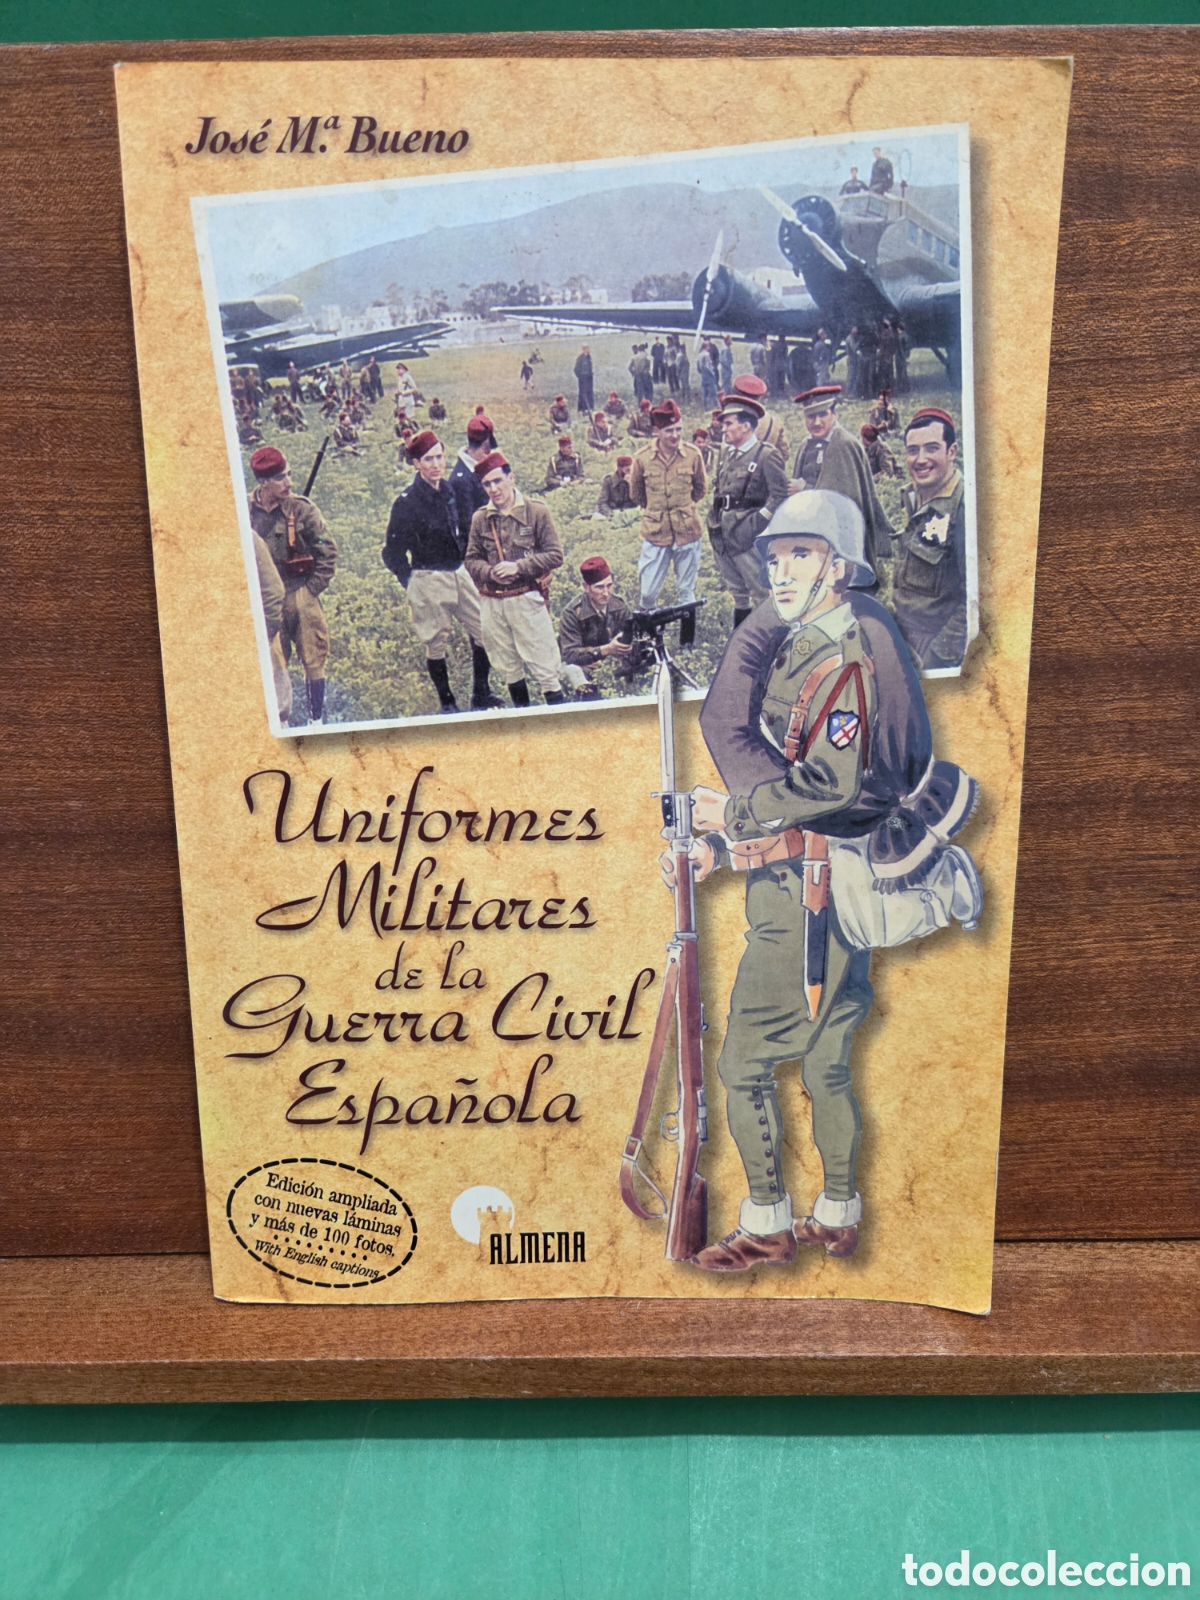 José M.ª Bueno
Uniformes
Militares
de la
Guerra Civil
Española
Edición ampliada
con nuevas láminas
y más de 100 fotos.
With English captions
ALMENA
todocoleccion